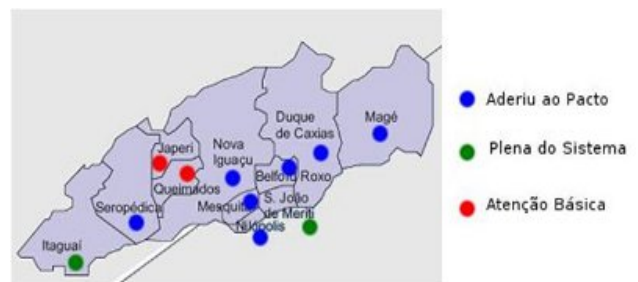 Duque
de Caxias
Magé
Japeri
Nova
Iguaçu
Belford Roxo
Queimados
Mesquita
S. João
de Meriti
Seropédica
Nilópolis
Itaguaí
Aderiu ao Pacto
Plena do Sistema
Atenção Básica